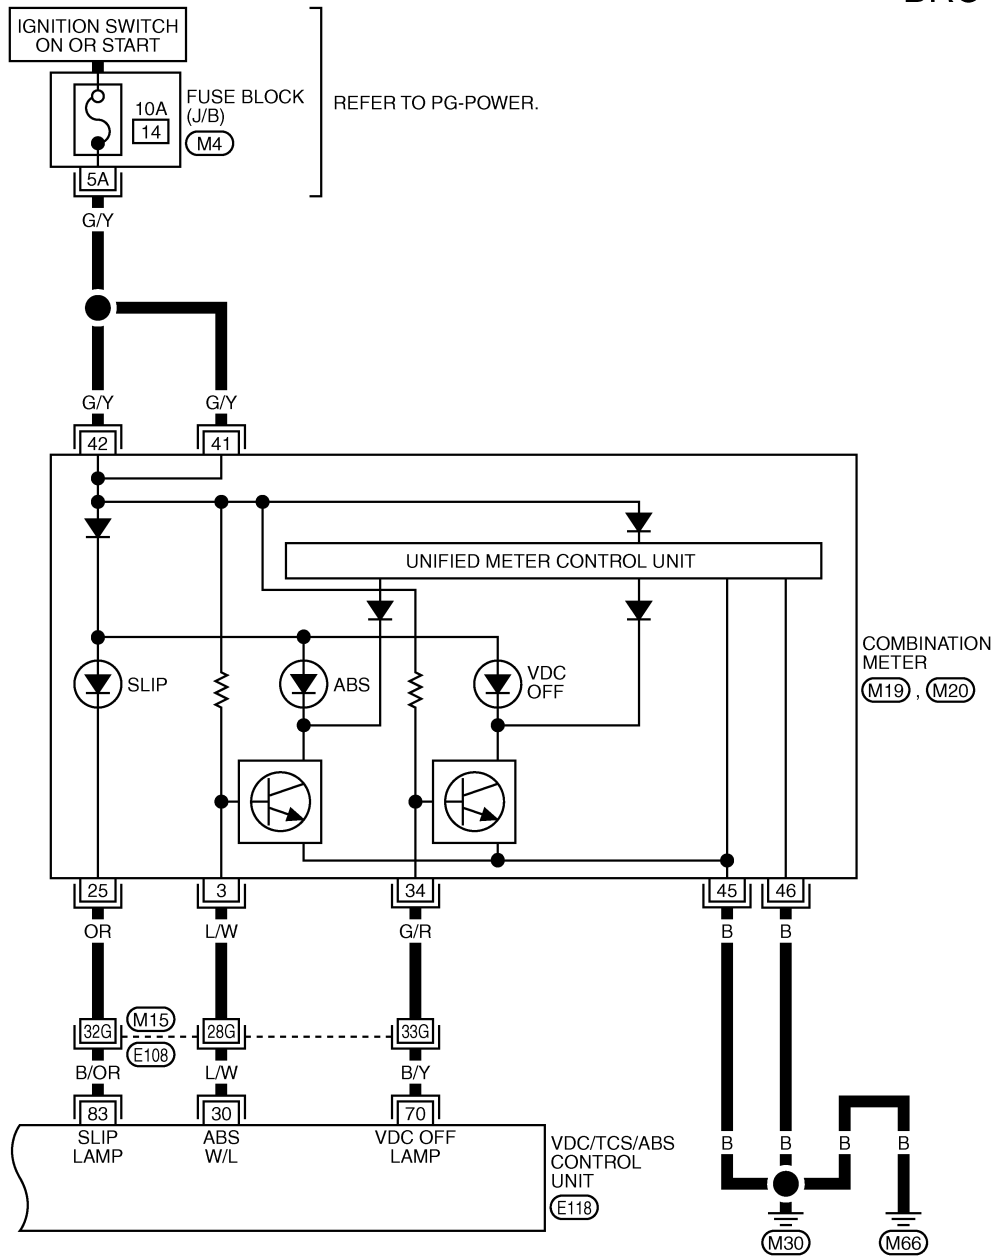 IGNITION SWITCH
ON OR START
FUSE BLOCK
(J/B)
M4
10A
14
REFER TO PG-POWER.
5A
G/Y
G/Y
G/Y
42
41
UNIFIED METER CONTROL UNIT
SLIP
ABS
VDC
OFF
COMBINATION
METER
M19 , M20
25
3
34
45
46
OR
L/W
G/R
B
B
32G
M15
E108
28G
33G
B/OR
L/W
B/Y
83
30
70
SLIP
LAMP
ABS
W/L
VDC OFF
LAMP
VDC/TCS/ABS
CONTROL
UNIT
E118
B
B
B
B
M30
M66